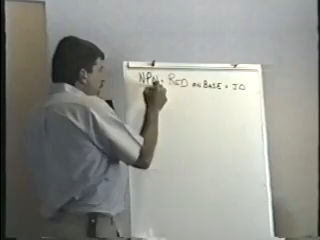 NPN = RED on BASE = JO